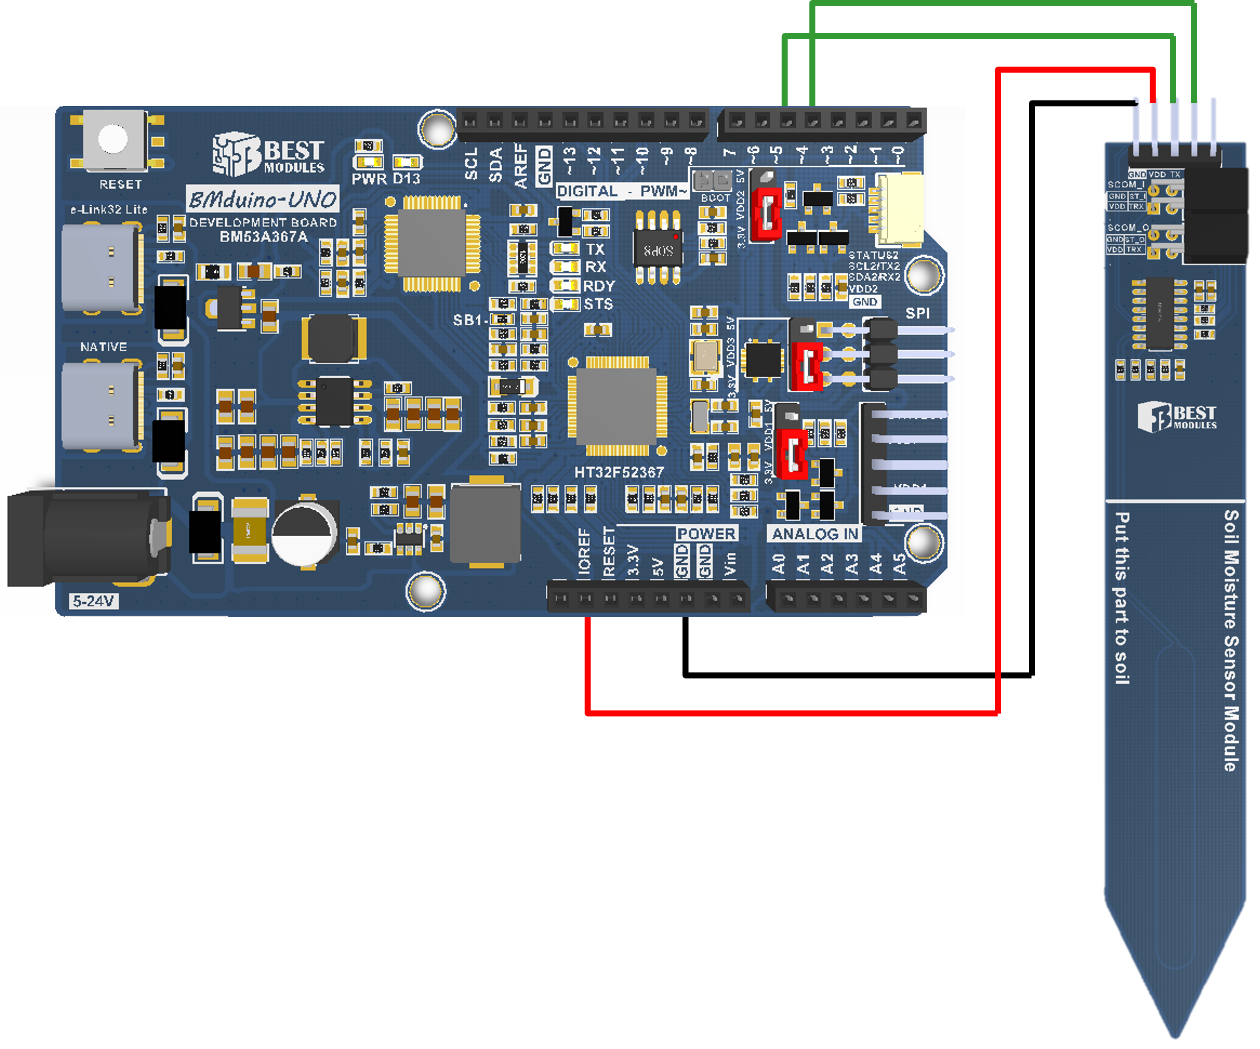 BEST
MODULES
RESET
PWR D13
BMduino-UNO
DEVELOPMENT BOARD
BM53A367A
e-Link32 Lite
NATIVE
5-24V
SCL
SDA
AREF
GND
~13
~12
~11
~10
~9
~8
7
~6
~5
~4
~3
~2
~1
~0
DIGITAL - PWM~
BOOT
3.3V VDD2 5V
SOP8
TX
RX
RDY
STS
SB1-
STATUS2
SCL2/TX2
SDA2/RX2
VDD2
GND
SPI
3.3V VDD3 5V
3.3V VDD1 5V
HT32F52367
POWER
ANALOG IN
IOREF
RESET
3.3V
5V
GND
GND
Vin
A0
A1
A2
A3
A4
A5
GND VDD TX
SCOM_I
GND ST_I
VDD TRX
SCOM_O
GND ST_O
VDD TRX
BEST
MODULES
Put this part to soil
Soil Moisture Sensor Module